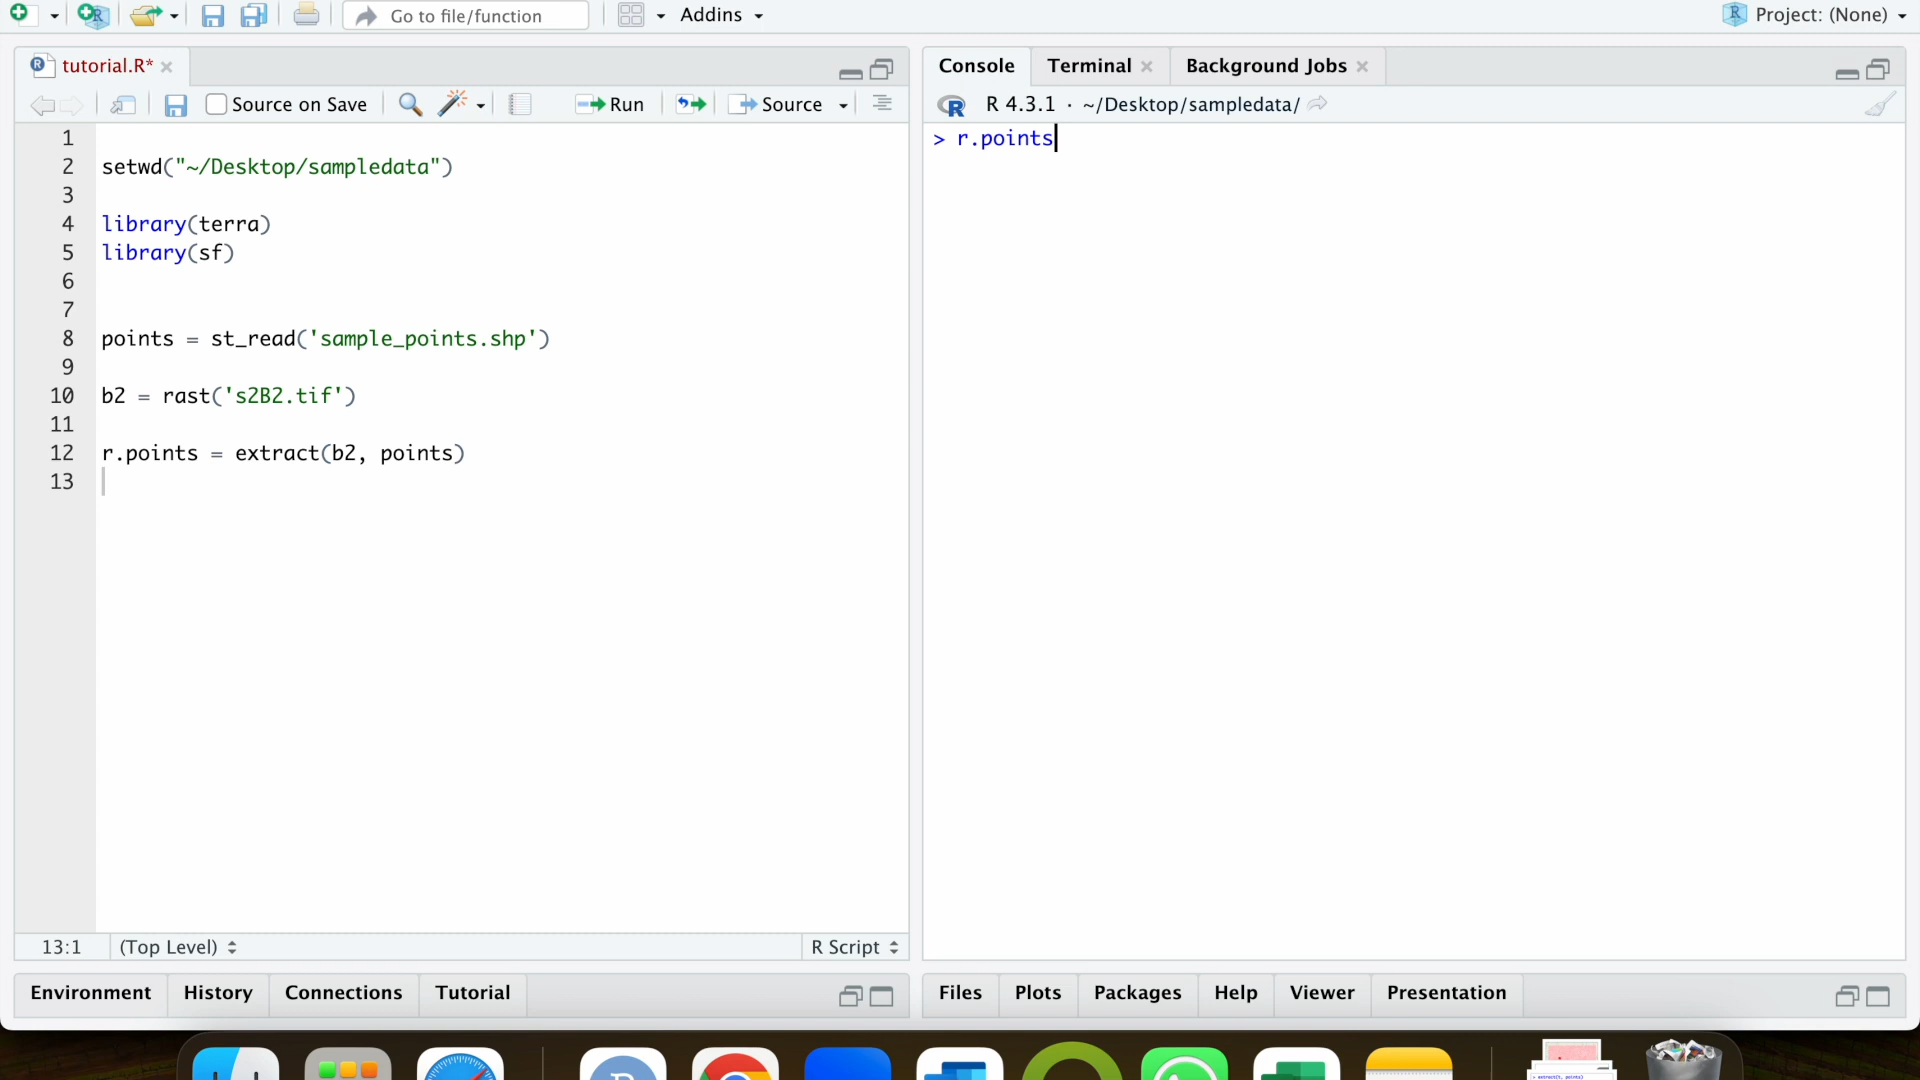 Go to file/function
Addins
Project: (None)
tutorial.R*
Source on Save
Run
Source
1
2 setwd("~/Desktop/sampledata")
3
4 library(terra)
5 library(sf)
6
7
8 points = st_read('sample_points.shp')
9
10 b2 = rast('s2B2.tif')
11
12 r.points = extract(b2, points)
13
13:1 (Top Level)
R Script
Environment History Connections Tutorial
Console Terminal Background Jobs
R 4.3.1 · ~/Desktop/sampledata/
> r.points
Files Plots Packages Help Viewer Presentation